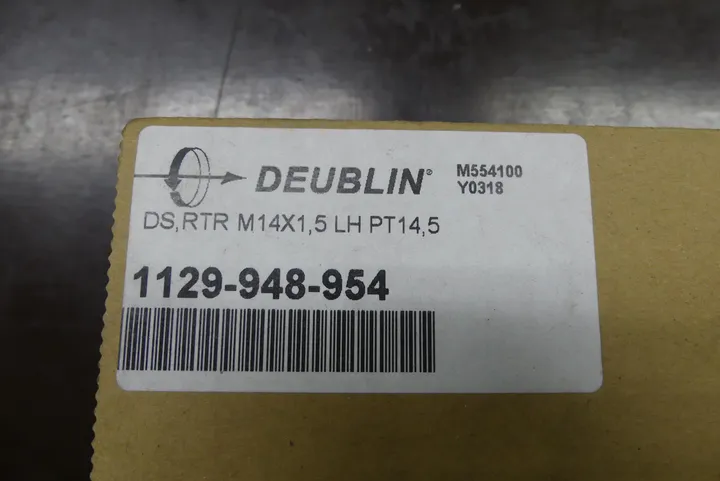 DEUBLIN®
M554100
Y0318
DS,RTR M14X1,5 LH PT14,5
1129-948-954